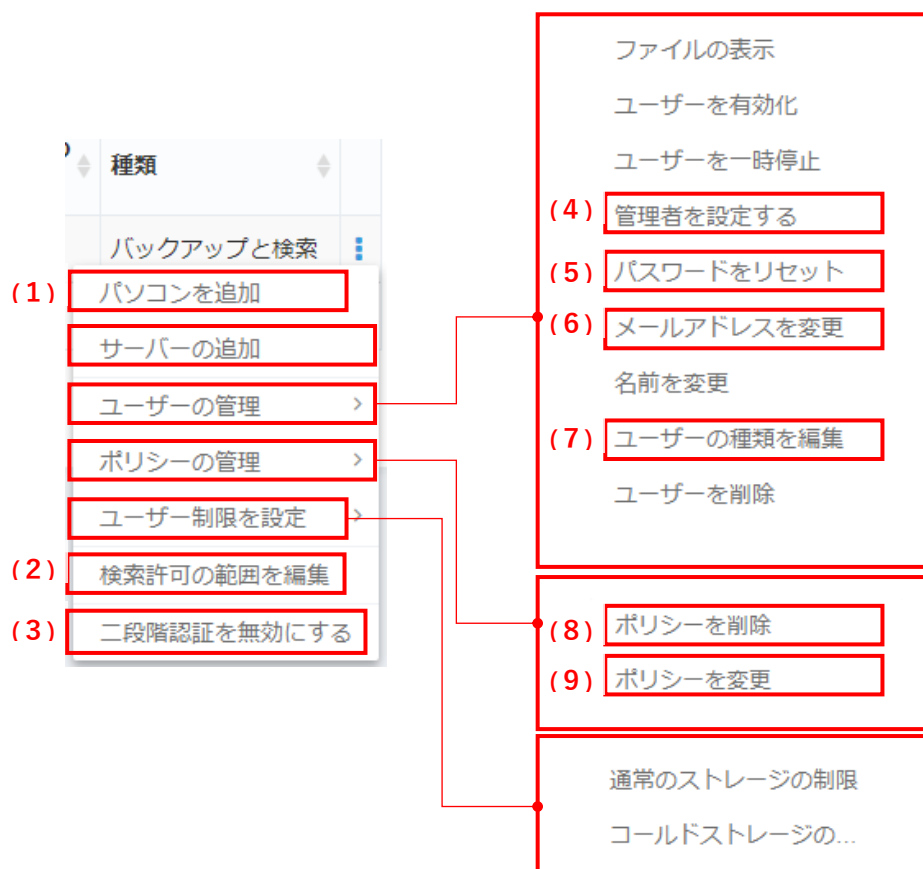 種類
バックアップと検索
(1) パソコンを追加
サーバーの追加
ユーザーの管理
ポリシーの管理
ユーザー制限を設定
(2) 検索許可の範囲を編集
(3) 二段階認証を無効にする
ファイルの表示
ユーザーを有効化
ユーザーを一時停止
(4) 管理者を設定する
(5) パスワードをリセット
(6) メールアドレスを変更
名前を変更
(7) ユーザーの種類を編集
ユーザーを削除
(8) ポリシーを削除
(9) ポリシーを変更
通常のストレージの制限
コールドストレージの...